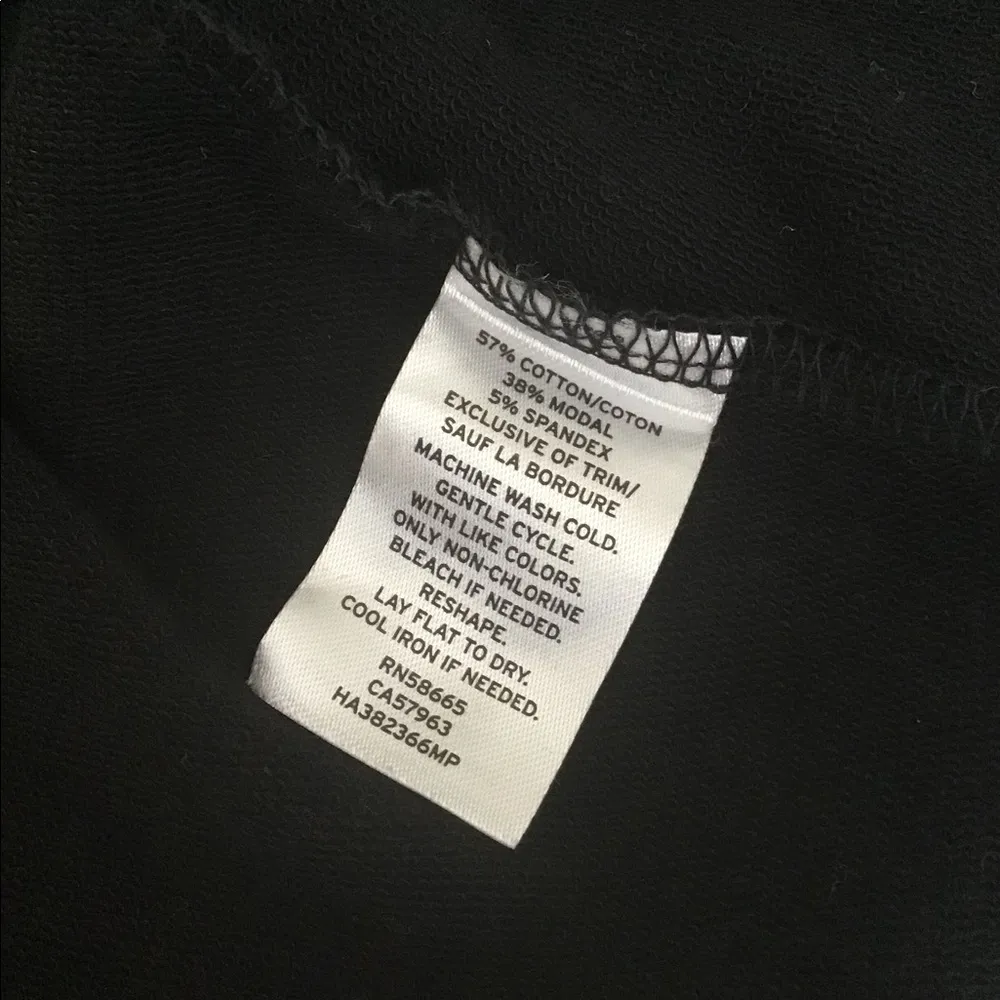 57% COTTON/COTON
38% MODAL
5% SPANDEX
EXCLUSIVE OF TRIM/
SAUF LA BORDURE
MACHINE WASH COLD.
GENTLE CYCLE.
WITH LIKE COLORS.
ONLY NON-CHLORINE
BLEACH IF NEEDED.
RESHAPE.
LAY FLAT TO DRY.
COOL IRON IF NEEDED.
RN58665
CA57963
HA382366MP